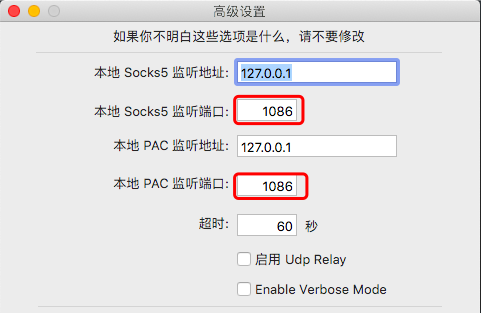 高级设置
如果你不明白这些选项是什么，请不要修改
本地 Socks5 监听地址: 127.0.0.1
本地 Socks5 监听端口: 1086
本地 PAC 监听地址: 127.0.0.1
本地 PAC 监听端口: 1086
超时: 60 秒
启用 Udp Relay
Enable Verbose Mode